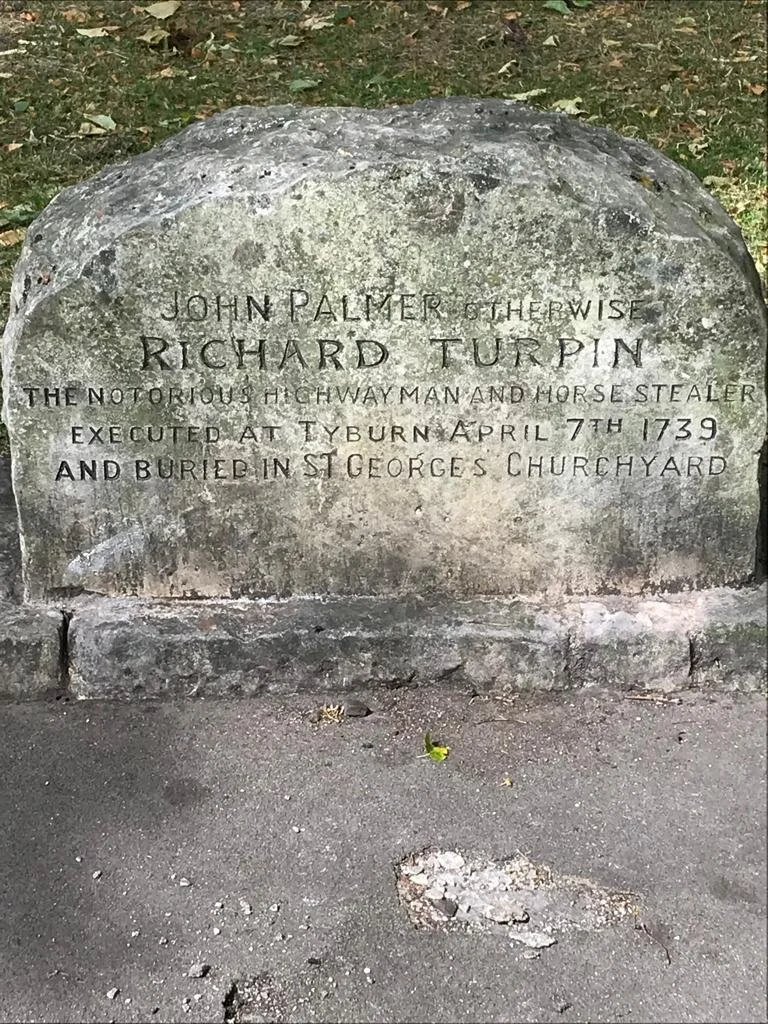 JOHN PALMER OTHERWISE
RICHARD TURPIN
THE NOTORIOUS HIGHWAYMAN AND HORSE STEALER
EXECUTED AT TYBURN APRIL 7TH 1739
AND BURIED IN ST GEORGES CHURCHYARD